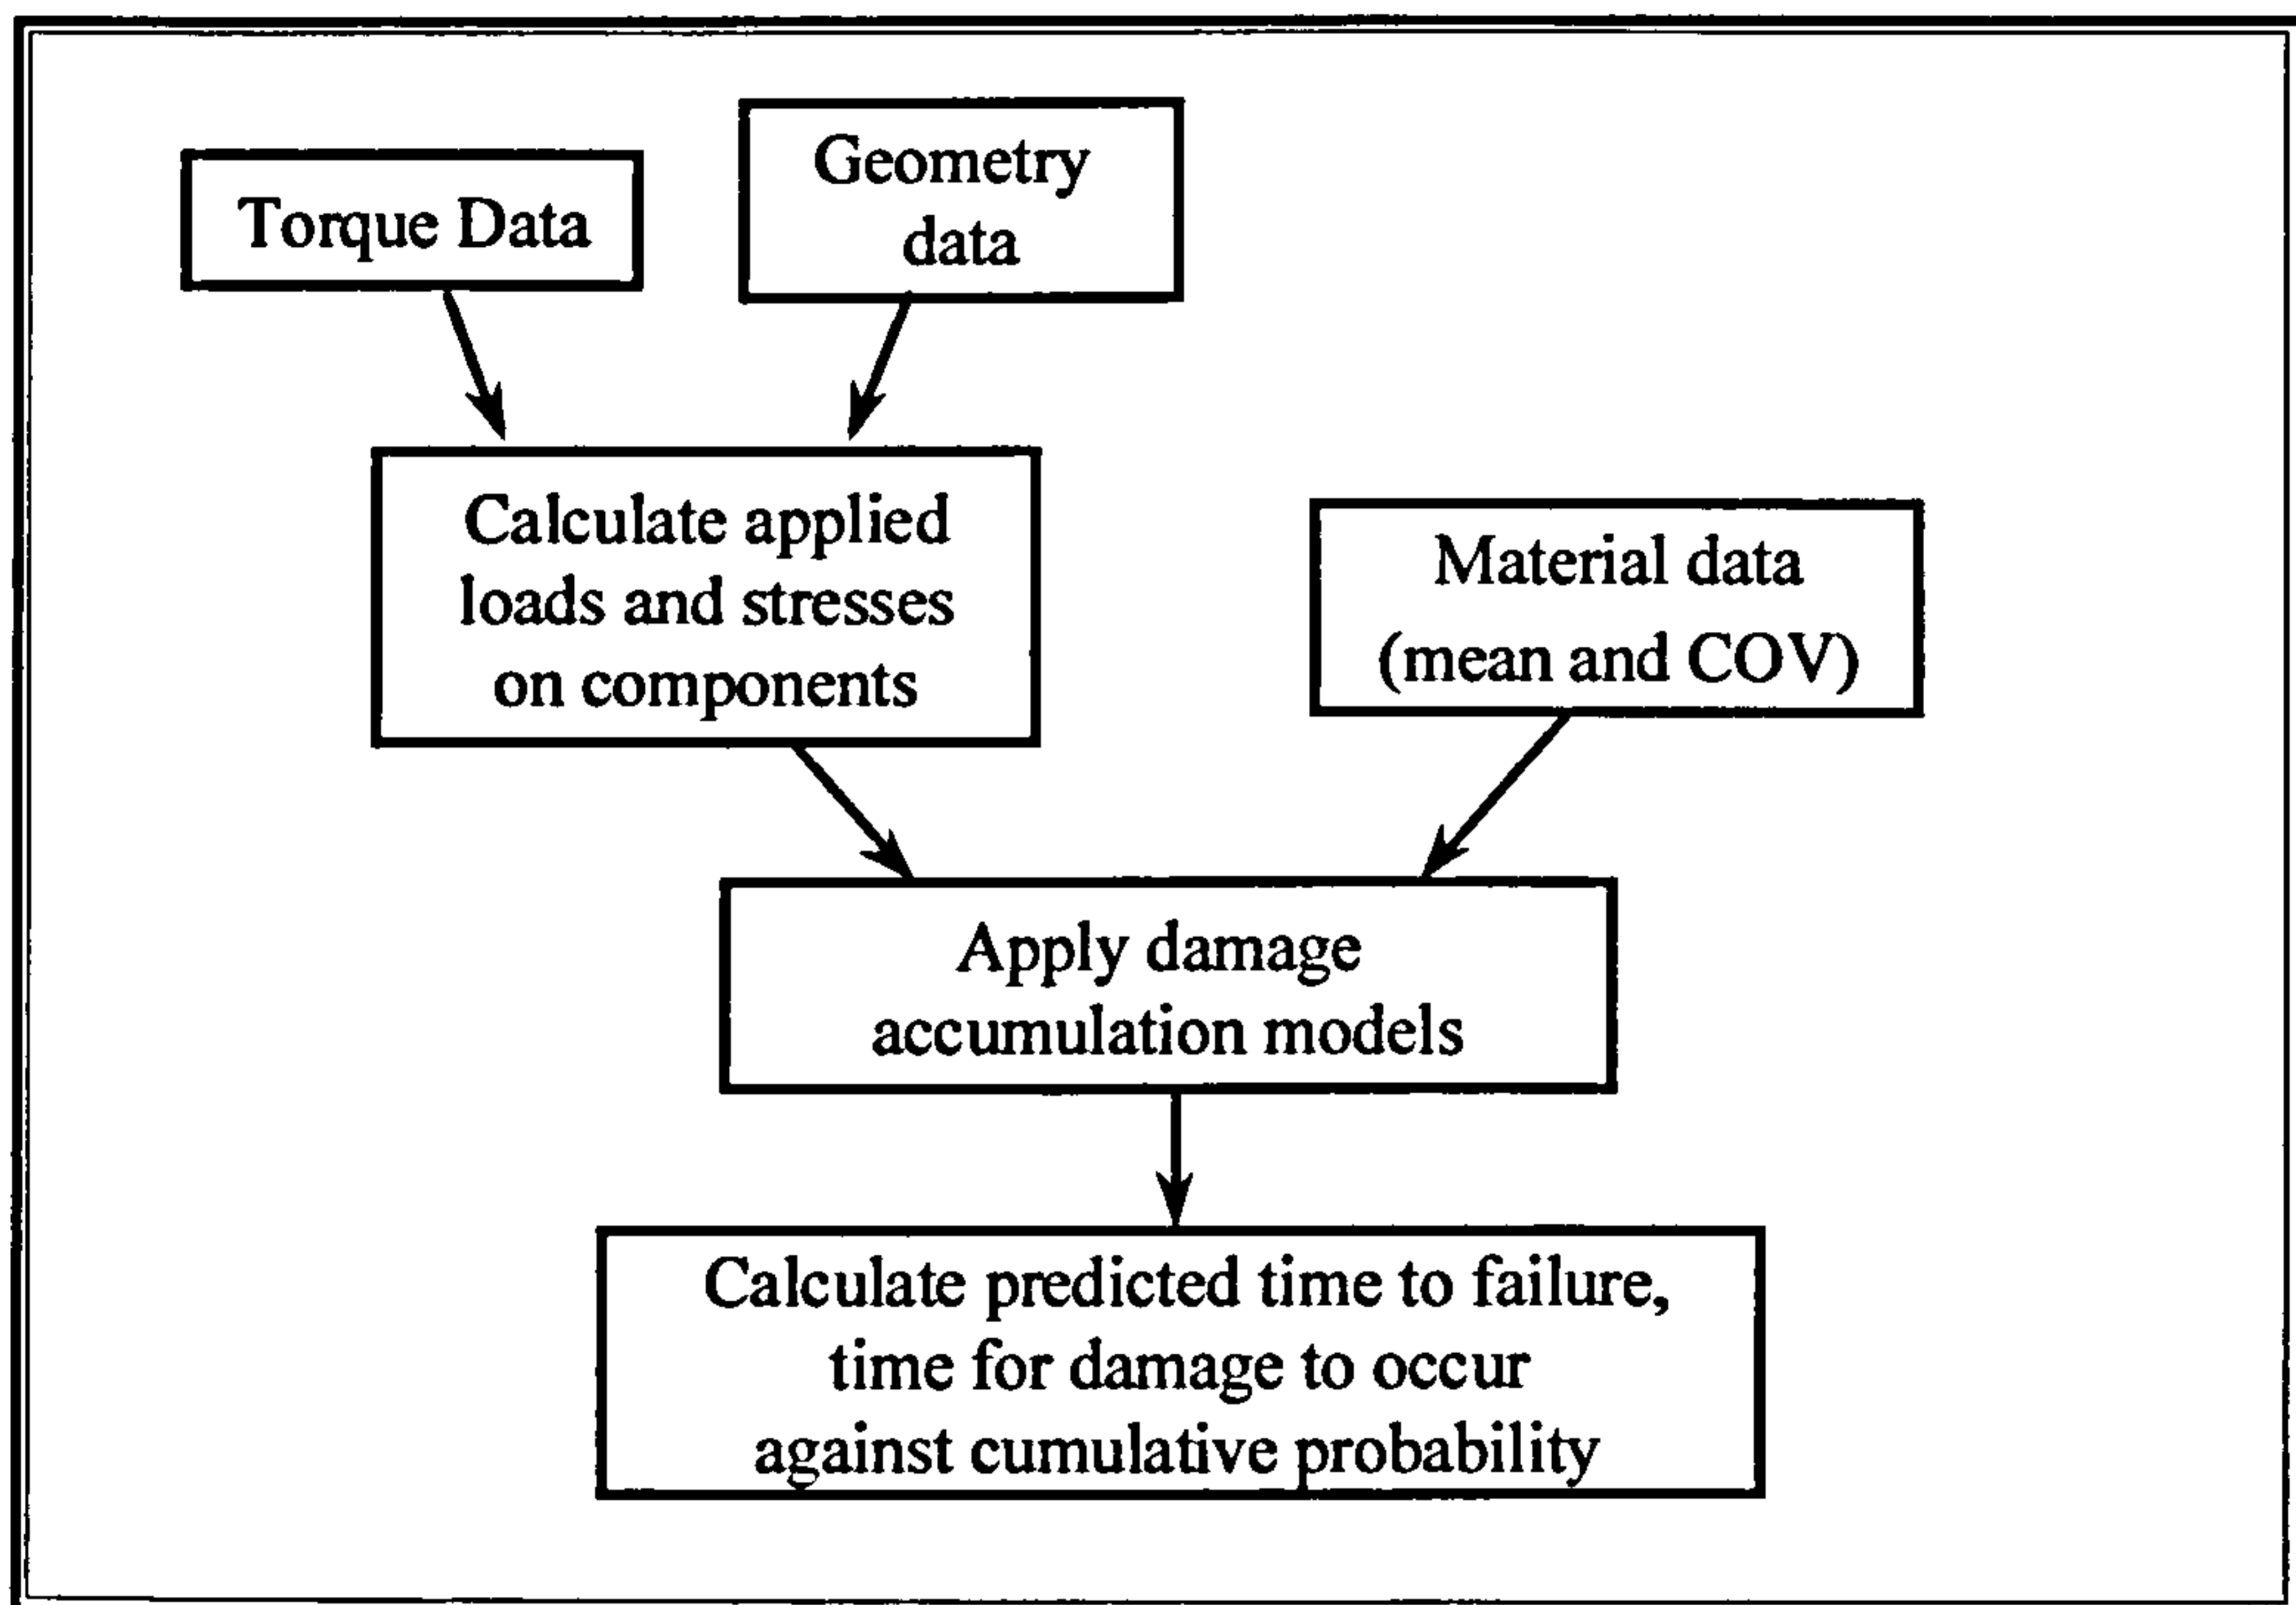 Torque Data
Geometry
data
Calculate applied
loads and stresses
on components
Material data
(mean and COV)
Apply damage
accumulation models
Calculate predicted time to failure,
time for damage to occur
against cumulative probability